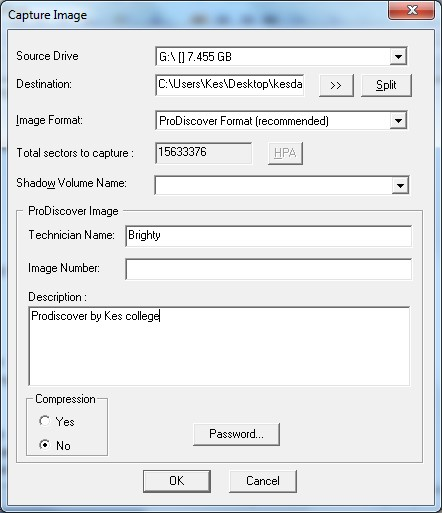 Capture Image
Source Drive G:\ [] 7.455 GB
Destination: C:\Users\Kes\Desktop\kesda >> Split
Image Format: ProDiscover Format (recommended)
Total sectors to capture : 15633376 HPA
Shadow Volume Name:
ProDiscover Image
Technician Name: Brighty
Image Number:
Description :
Prodiscover by Kes college
Compression
Yes
No
Password...
OK Cancel